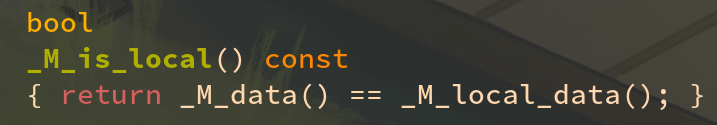 bool
_M_is_local() const
{ return _M_data() == _M_local_data(); }